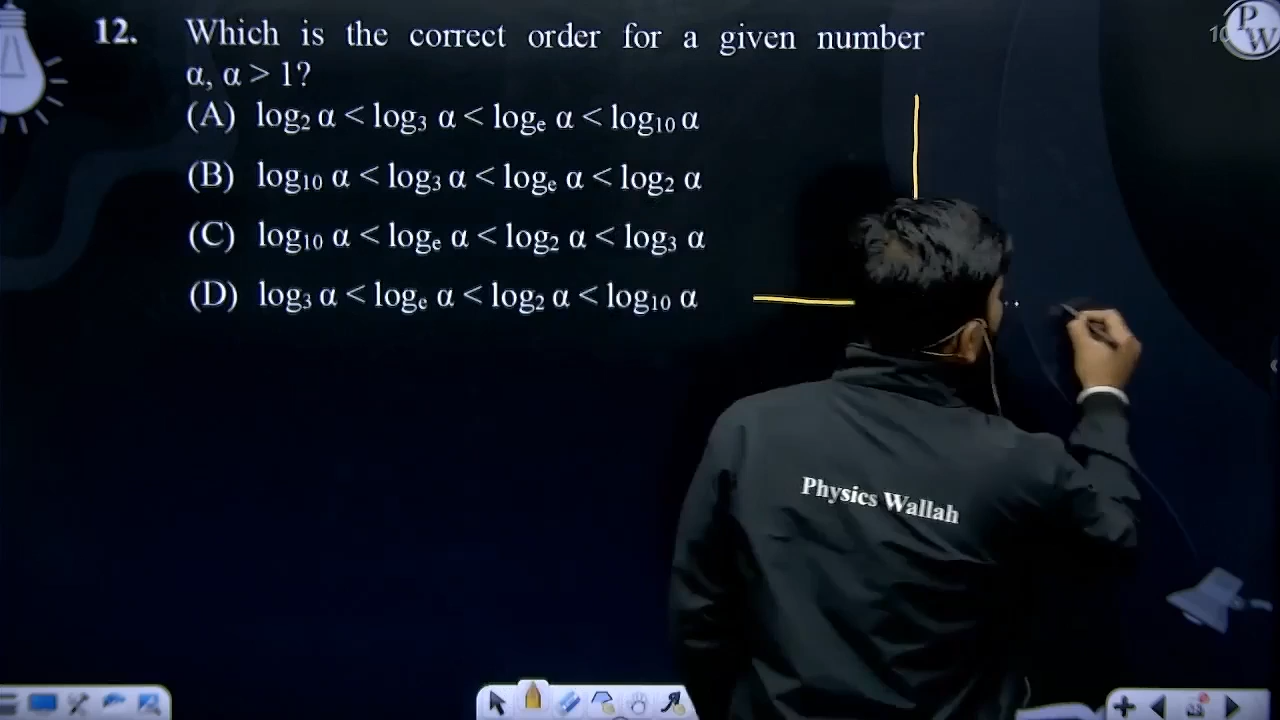 12. Which is the correct order for a given number
α, α > 1?
(A) log₂ α < log₃ α < logₑ α < log₁₀ α
(B) log₁₀ α < log₃ α < logₑ α < log₂ α
(C) log₁₀ α < logₑ α < log₂ α < log₃ α
(D) log₃ α < logₑ α < log₂ α < log₁₀ α
P
W
Physics Wallah